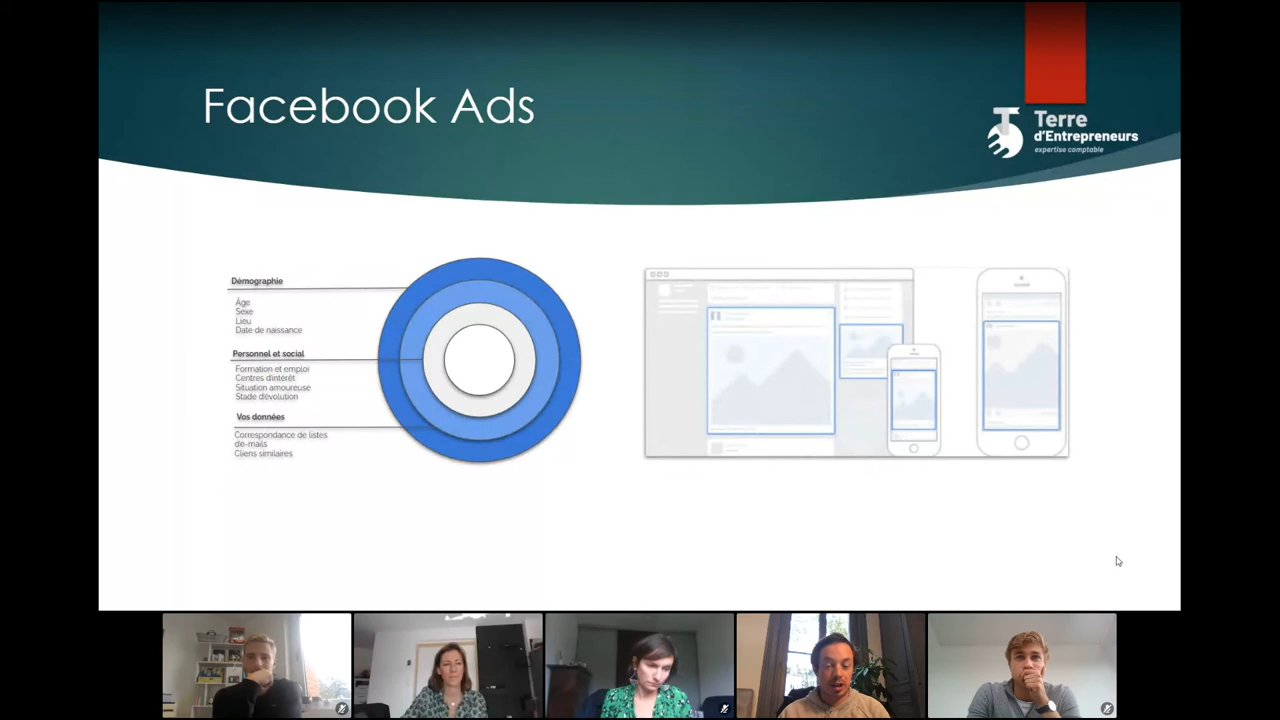 Facebook Ads
Terre
d'Entrepreneurs
expertise comptable
Démographie
Âge
Sexe
Lieu
Date de naissance
Personnel et social
Formation et emploi
Centres d'intérêt
Situation amoureuse
Stade d'évolution
Vos données
Correspondance de listes
de-mails
Cliens similaires